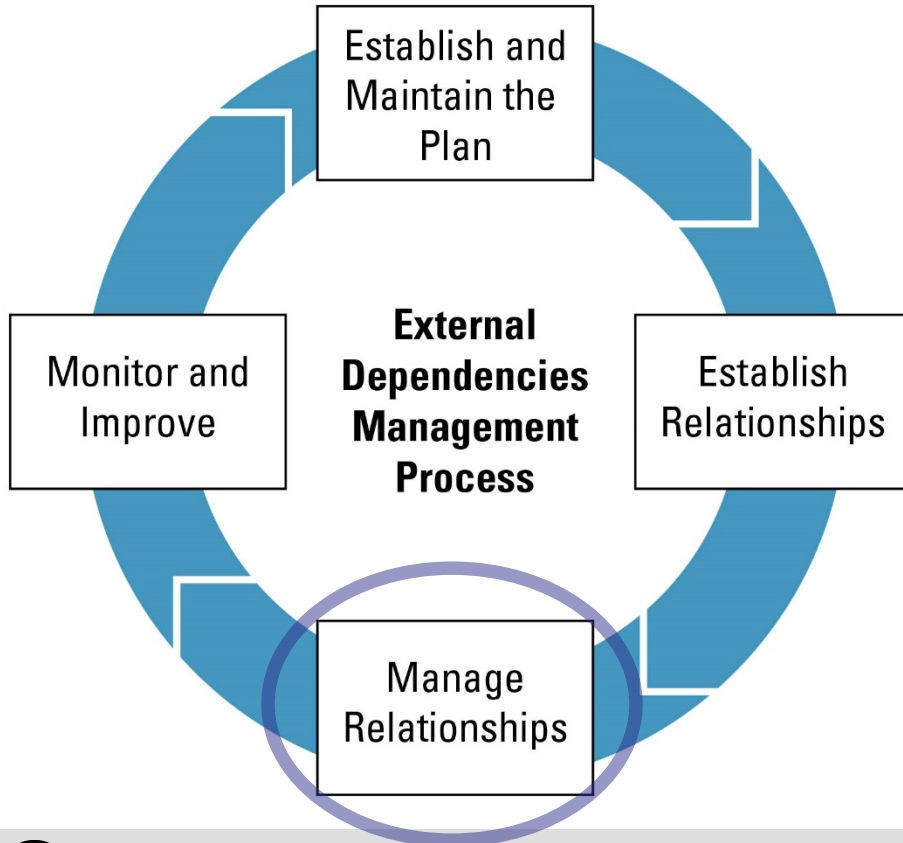 Establish and
Maintain the
Plan
External
Dependencies
Management
Process
Monitor and
Improve
Establish
Relationships
Manage
Relationships